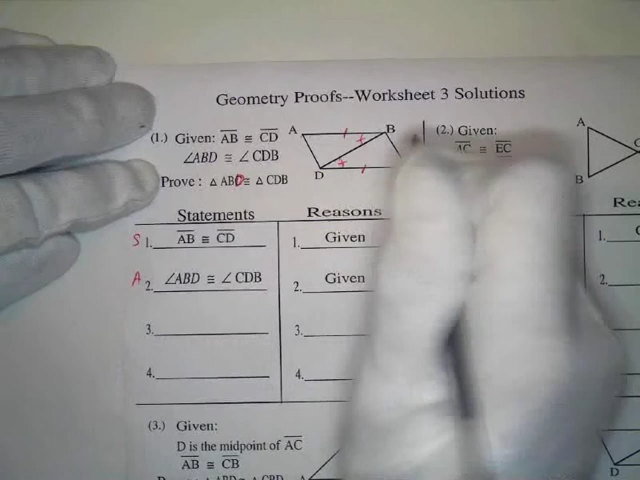 Geometry Proofs--Worksheet 3 Solutions
(1.) Given: AB ≅ CD
∠ABD ≅ ∠CDB
Prove : △ ABD ≅ △ CDB
A B
D
(2.) Given:
≅ EC
A
B
Statements Reasons
S 1. AB ≅ CD 1. Given
A 2. ∠ABD ≅ ∠CDB 2. Given
3. 3.
4. 4.
1.
2.
(3.) Given:
D is the midpoint of AC
AB ≅ CB
D